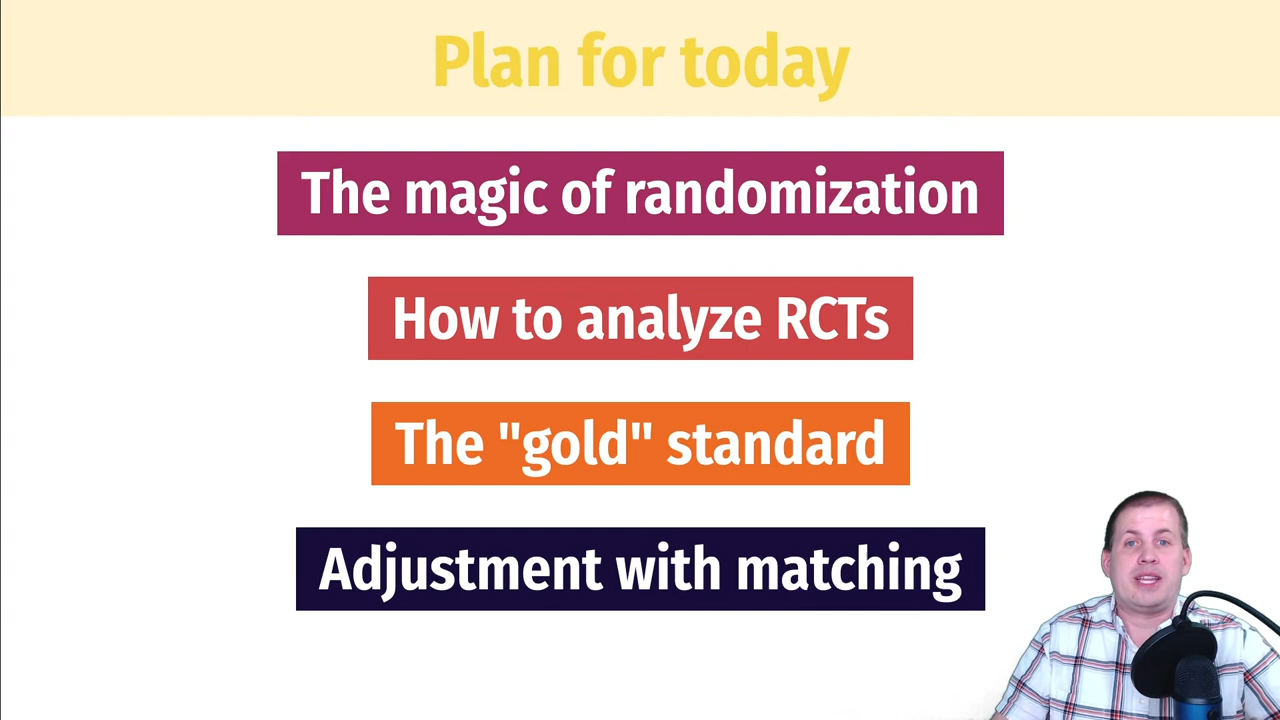 Plan for today
The magic of randomization
How to analyze RCTs
The "gold" standard
Adjustment with matching